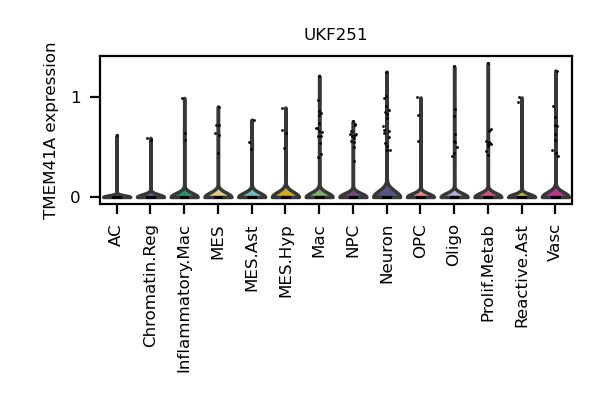 UKF251
TMEM41A expression
1
0
AC
Chromatin.Reg
Inflammatory.Mac
MES
MES.Ast
MES.Hyp
Mac
NPC
Neuron
OPC
Oligo
Prolif.Metab
Reactive.Ast
Vasc